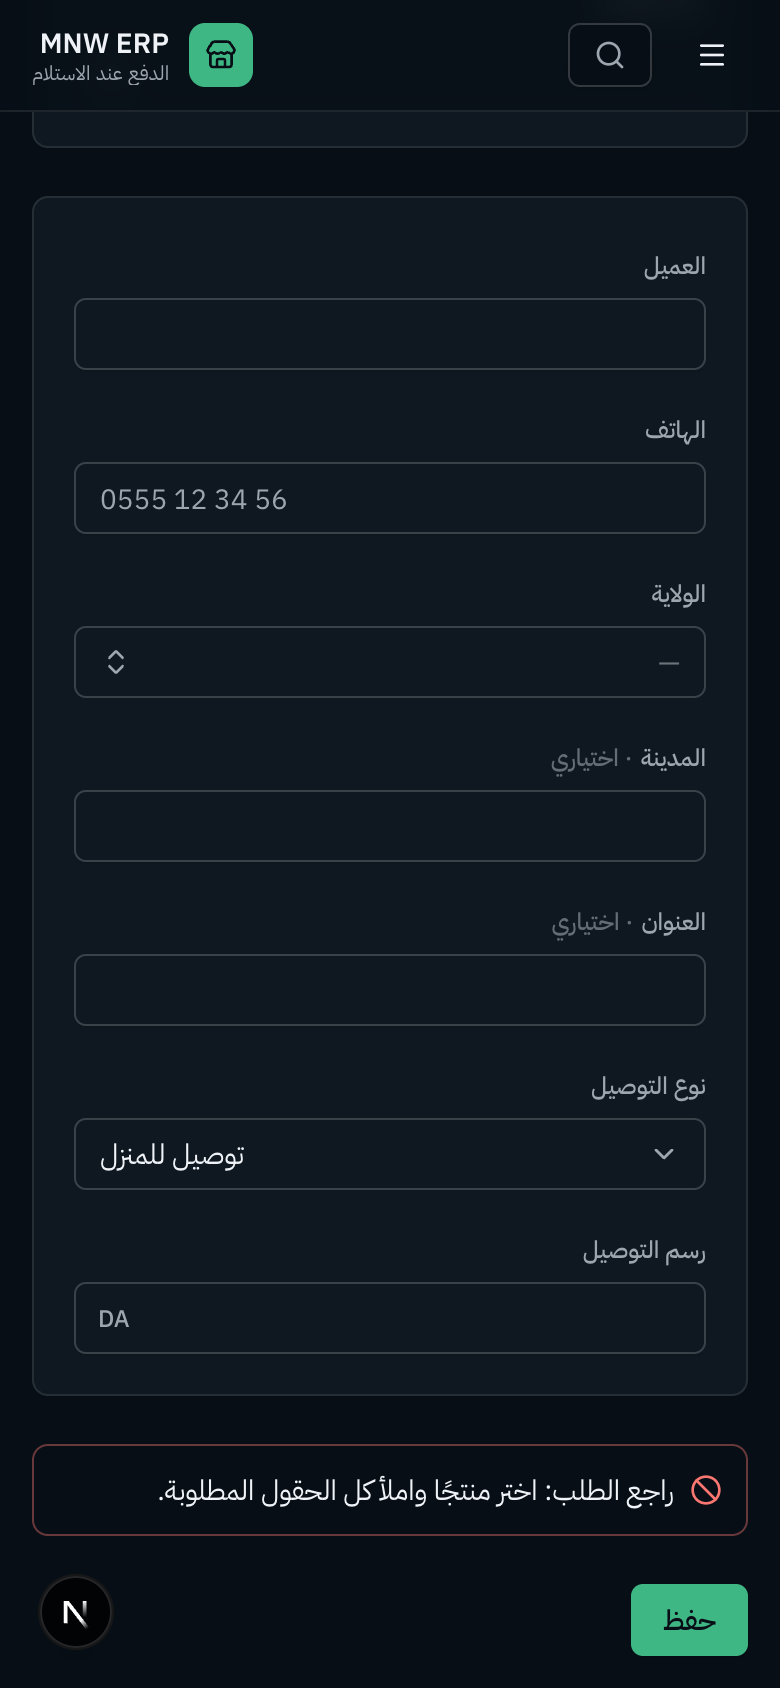 MNW ERP
الدفع عند الاستلام
العميل
الهاتف
0555 12 34 56
الولاية
—
المدينة · اختياري
العنوان · اختياري
نوع التوصيل
توصيل للمنزل
رسم التوصيل
DA
راجع الطلب: اختر منتجًا واملأ كل الحقول المطلوبة.
حفظ
N